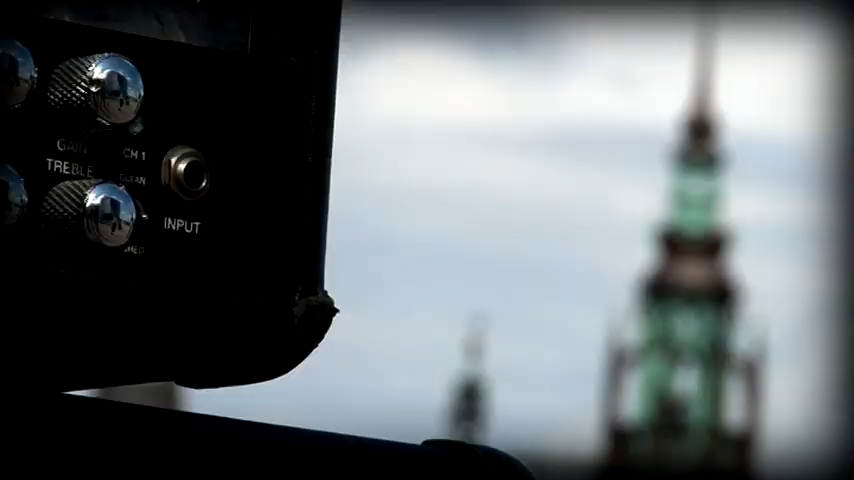 GAIN
CH 1
TREBLE
CLEAN
INPUT